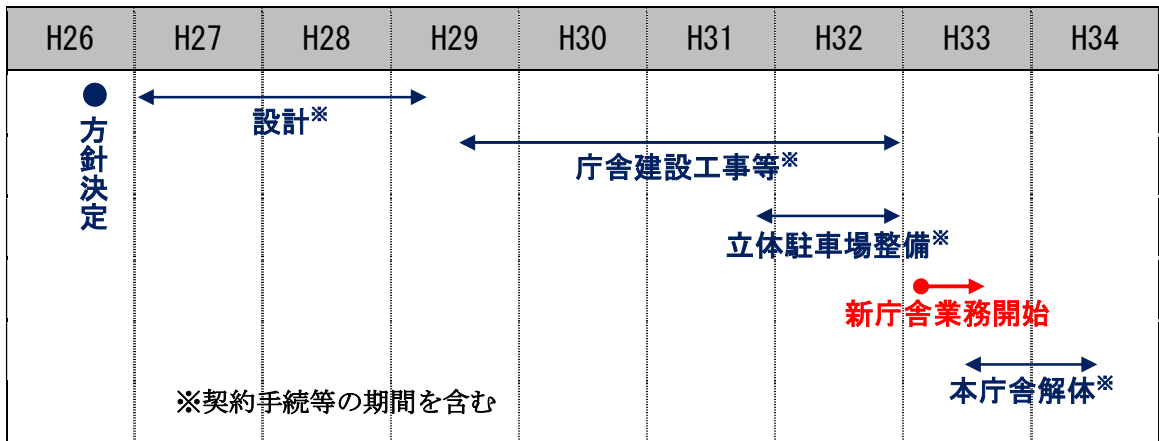 H26 H27 H28 H29 H30 H31 H32 H33 H34
方針決定
設計※
庁舎建設工事等※
立体駐車場整備※
新庁舎業務開始
本庁舎解体※
※契約手続等の期間を含む